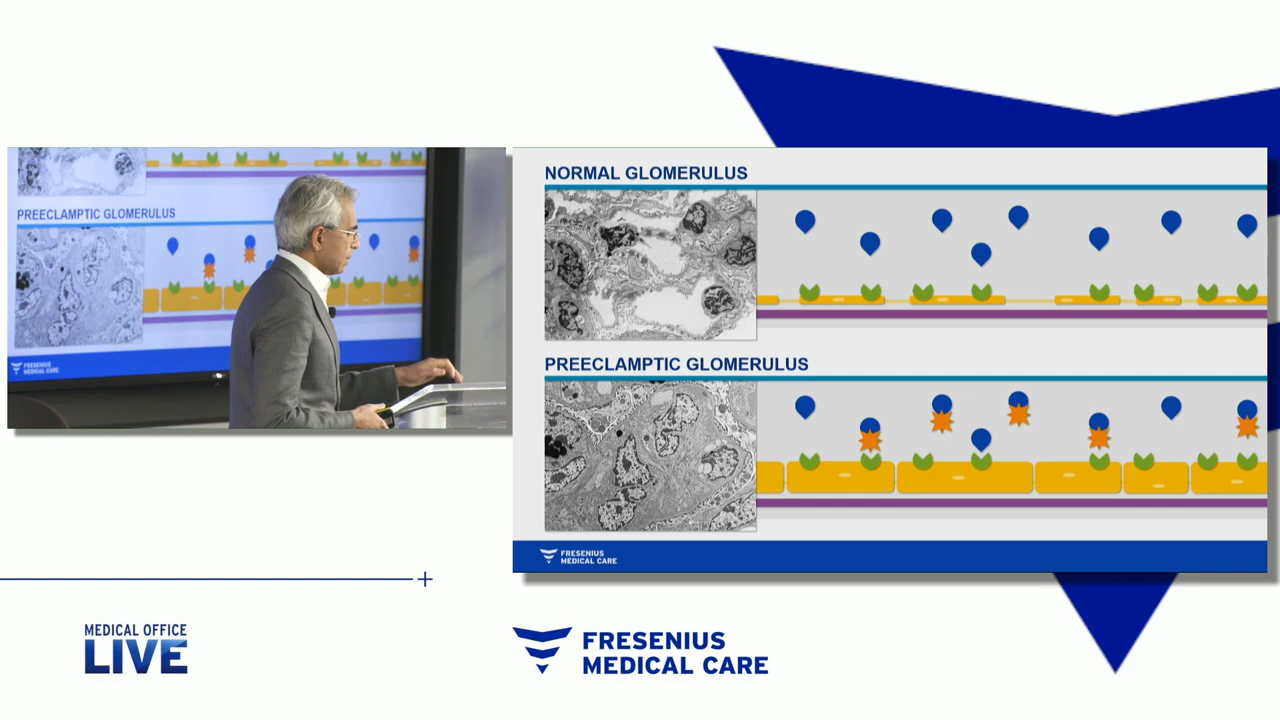 PREECLAMPTIC GLOMERULUS
FRESENIUS
MEDICAL CARE
NORMAL GLOMERULUS
PREECLAMPTIC GLOMERULUS
FRESENIUS
MEDICAL CARE
MEDICAL OFFICE
LIVE
FRESENIUS
MEDICAL CARE